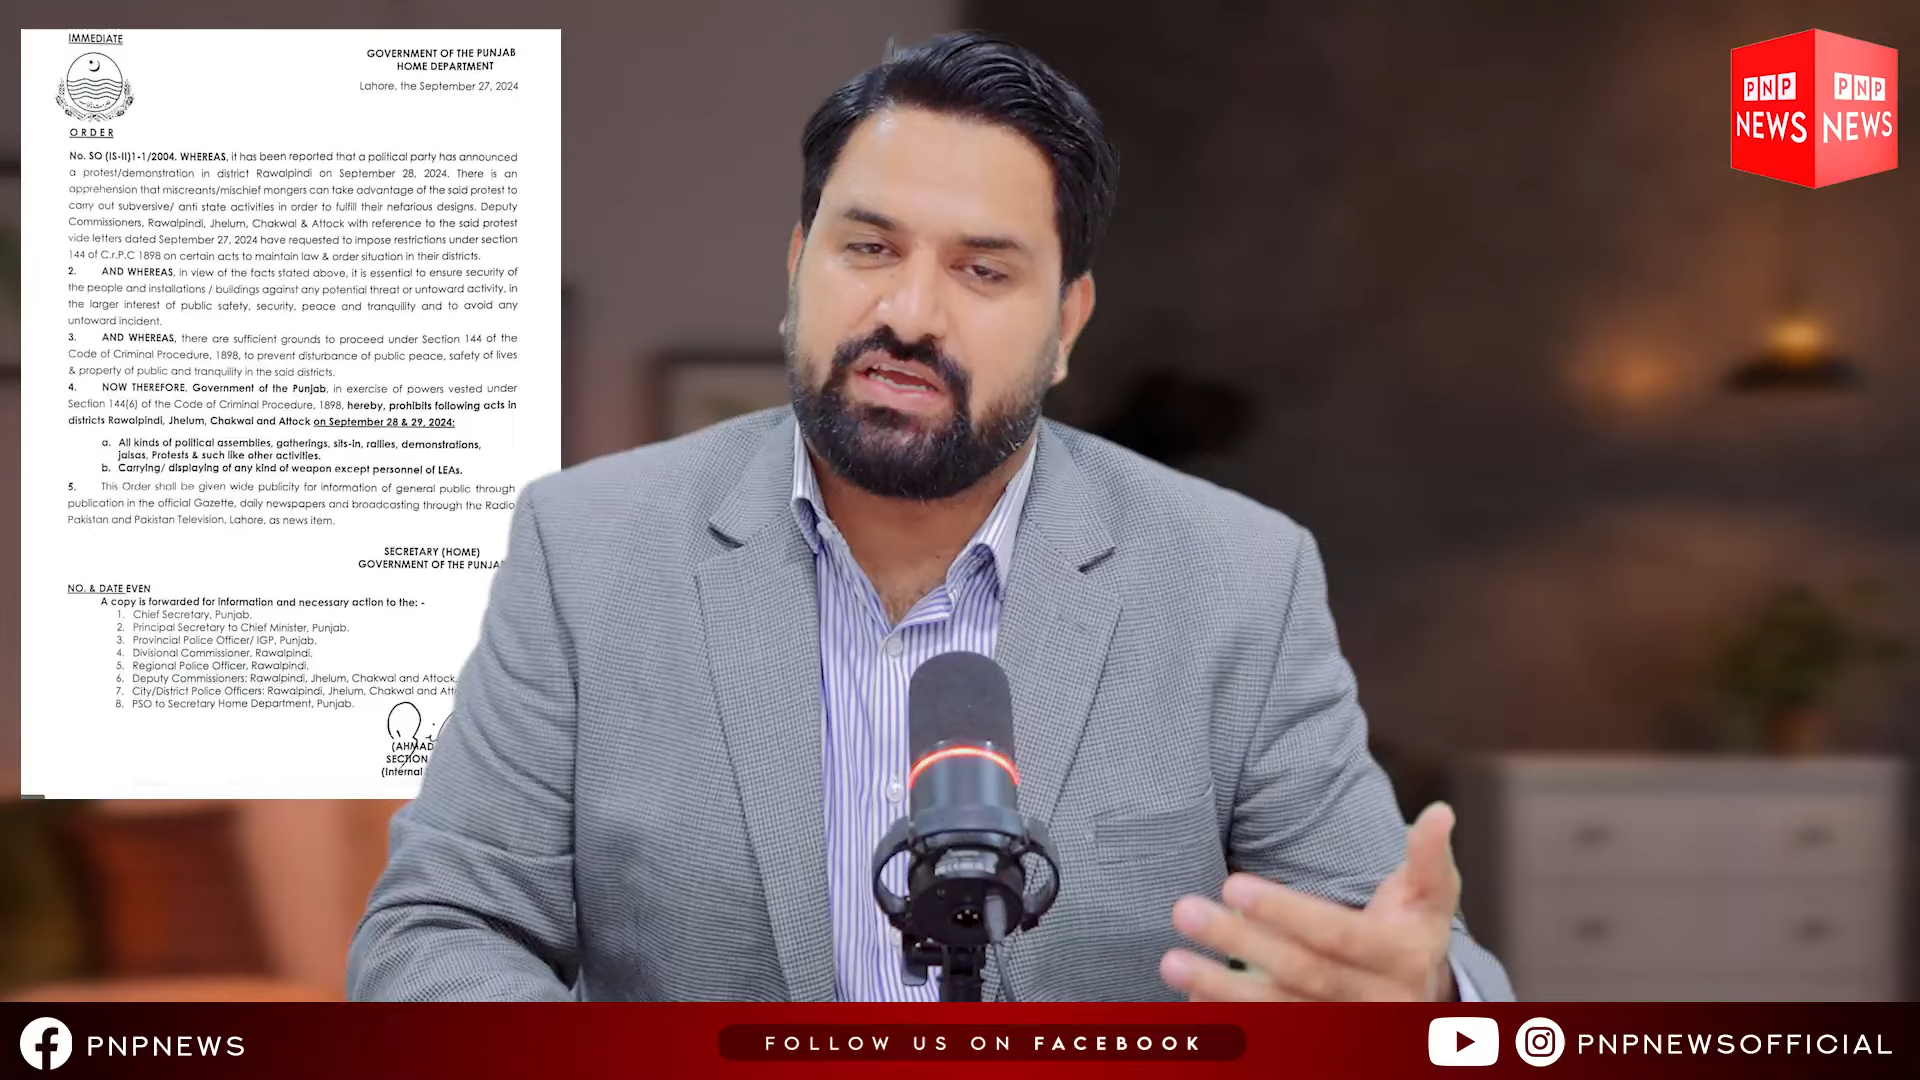 IMMEDIATE
GOVERNMENT OF THE PUNJAB
HOME DEPARTMENT
Lahore, the September 27, 2024
ORDER
No. SO (IS-II)1-1/2004. WHEREAS, it has been reported that a political party has announced
a protest/demonstration in district Rawalpindi on September 28, 2024. There is an
apprehension that miscreants/mischief mongers can take advantage of the said protest to
carry out subversive/ anti state activities in order to fulfill their nefarious designs. Deputy
Commissioners, Rawalpindi, Jhelum, Chakwal & Attock with reference to the said protest
vide letters dated September 27, 2024 have requested to impose restrictions under section
144 of C.r.P.C 1898 on certain acts to maintain law & order situation in their districts.
2. AND WHEREAS, in view of the facts stated above, it is essential to ensure security of
the people and installations / buildings against any potential threat or untoward activity, in
the larger interest of public safety, security, peace and tranquility and to avoid any
untoward incident.
3. AND WHEREAS, there are sufficient grounds to proceed under Section 144 of the
Code of Criminal Procedure, 1898, to prevent disturbance of public peace, safety of lives
& property of public and tranquility in the said districts.
4. NOW THEREFORE, Government of the Punjab, in exercise of powers vested under
Section 144(6) of the Code of Criminal Procedure, 1898, hereby, prohibits following acts in
districts Rawalpindi, Jhelum, Chakwal and Attock on September 28 & 29, 2024:
a. All kinds of political assemblies, gatherings, sits-in, rallies, demonstrations,
jalsas, Protests & such like other activities.
b. Carrying/ displaying of any kind of weapon except personnel of LEAs.
5. This Order shall be given wide publicity for information of general public through
publication in the official Gazette, daily newspapers and broadcasting through the Radio
Pakistan and Pakistan Television, Lahore, as news item.
SECRETARY (HOME)
GOVERNMENT OF THE PUNJA
NO. & DATE EVEN
A copy is forwarded for information and necessary action to the: -
1. Chief Secretary, Punjab.
2. Principal Secretary to Chief Minister, Punjab.
3. Provincial Police Officer/ IGP, Punjab.
4. Divisional Commissioner, Rawalpindi.
5. Regional Police Officer, Rawalpindi.
6. Deputy Commissioners: Rawalpindi, Jhelum, Chakwal and Attock.
7. City/District Police Officers: Rawalpindi, Jhelum, Chakwal and Att
8. PSO to Secretary Home Department, Punjab.
(AHMAD
SECTION
(Internal
PNP NEWS
PNP NEWS
PNPNEWS
FOLLOW US ON FACEBOOK
PNPNEWSOFFICIAL